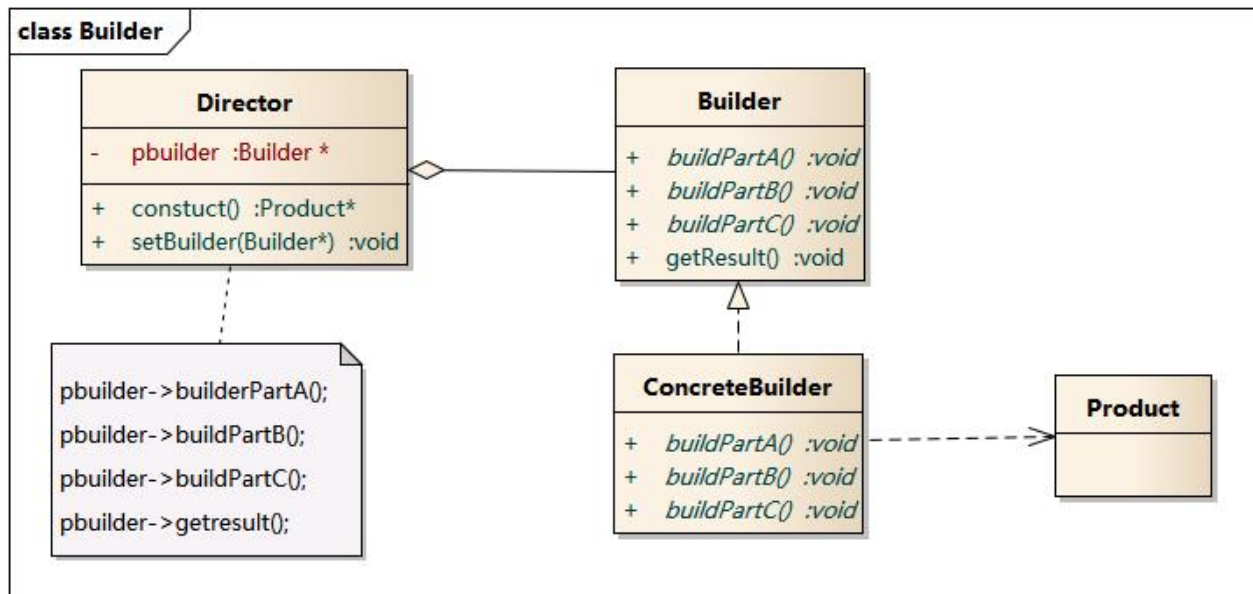 class Builder
Director
- pbuilder :Builder *
+ constuct() :Product*
+ setBuilder(Builder*) :void
Builder
+ buildPartA() :void
+ buildPartB() :void
+ buildPartC() :void
+ getResult() :void
pbuilder->builderPartA();
pbuilder->buildPartB();
pbuilder->buildPartC();
pbuilder->getresult();
ConcreteBuilder
+ buildPartA() :void
+ buildPartB() :void
+ buildPartC() :void
Product